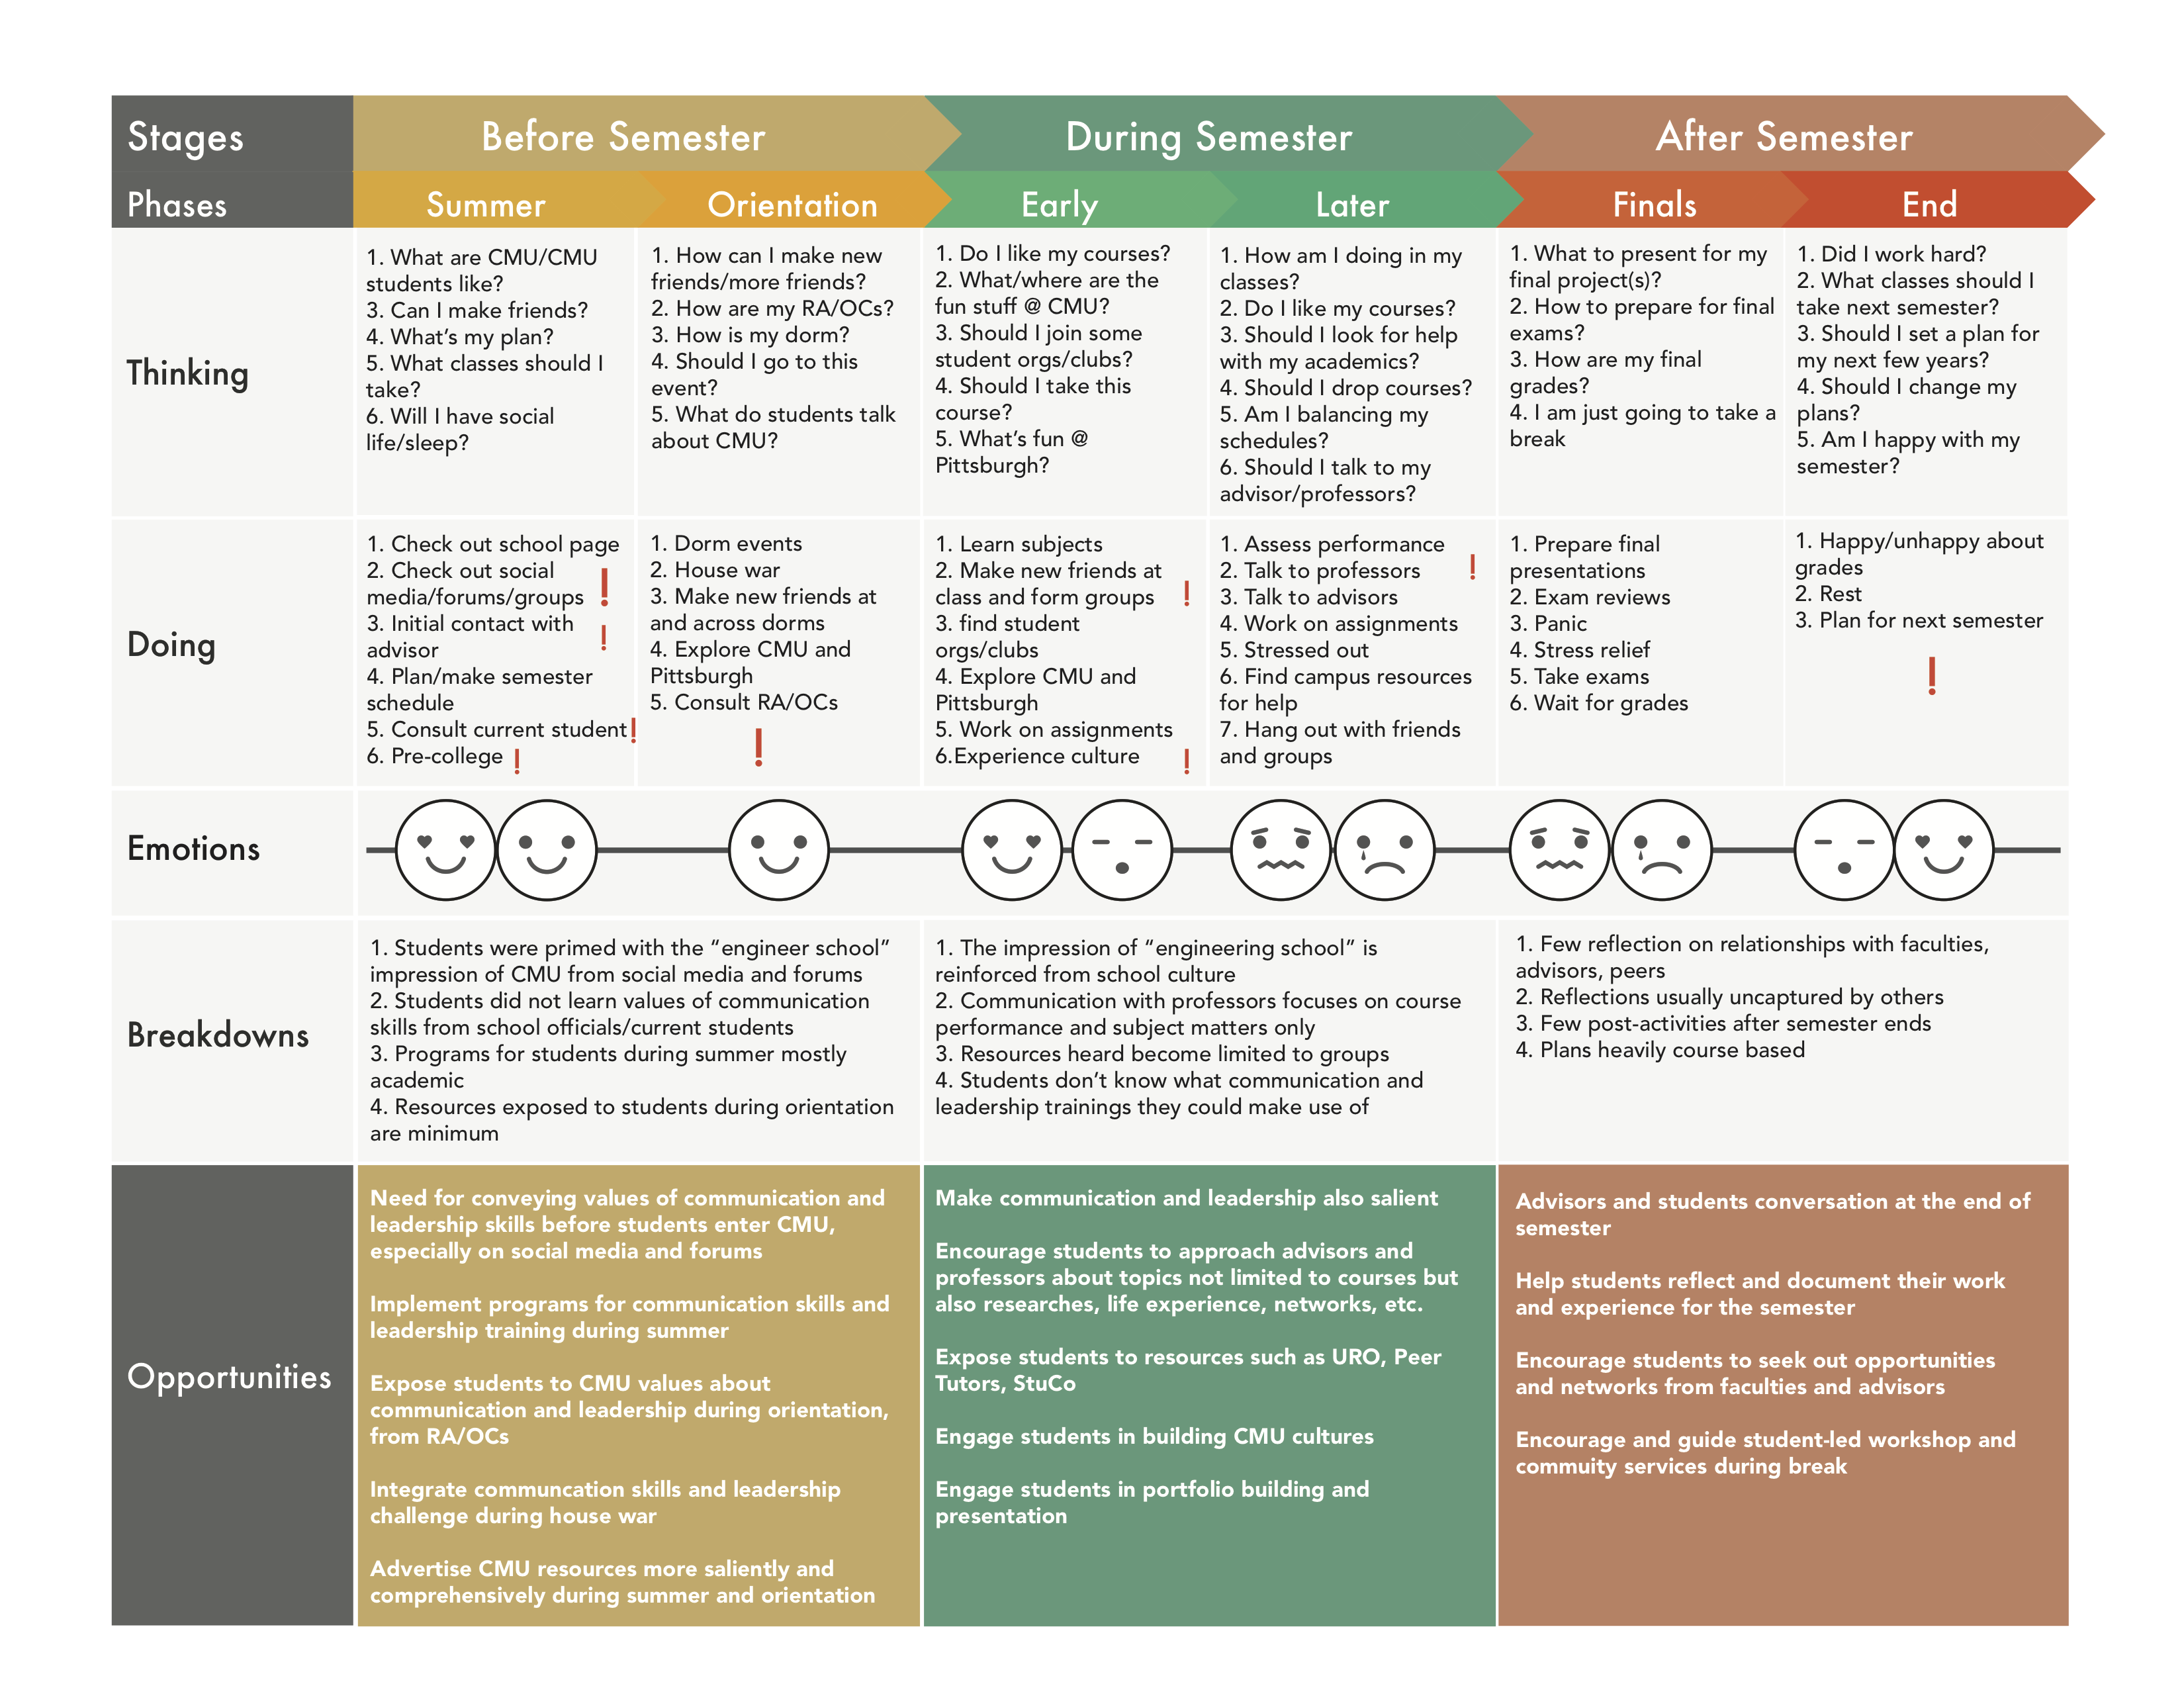 Stages
Before Semester
During Semester
After Semester
Phases
Summer
Orientation
Early
Later
Finals
End
Thinking
1. What are CMU/CMU
students like?
3. Can I make friends?
4. What's my plan?
5. What classes should I
take?
6. Will I have social
life/sleep?
1. How can I make new
friends/more friends?
2. How are my RA/OCs?
3. How is my dorm?
4. Should I go to this
event?
5. What do students talk
about CMU?
1. Do I like my courses?
2. What/where are the
fun stuff @ CMU?
3. Should I join some
student orgs/clubs?
4. Should I take this
course?
5. What's fun @
Pittsburgh?
1. How am I doing in my
classes?
2. Do I like my courses?
3. Should I look for help
with my academics?
4. Should I drop courses?
5. Am I balancing my
schedules?
6. Should I talk to my
advisor/professors?
1. What to present for my
final project(s)?
2. How to prepare for final
exams?
3. How are my final
grades?
4. I am just going to take a
break
1. Did I work hard?
2. What classes should I
take next semester?
3. Should I set a plan for
my next few years?
4. Should I change my
plans?
5. Am I happy with my
semester?
Doing
1. Check out school page
2. Check out social
media/forums/groups !
3. Initial contact with !
advisor
4. Plan/make semester
schedule
5. Consult current student!
6. Pre-college !
1. Dorm events
2. House war
3. Make new friends at
and across dorms
4. Explore CMU and
Pittsburgh
5. Consult RA/OCs
!
1. Learn subjects
2. Make new friends at
class and form groups !
3. find student
orgs/clubs
4. Explore CMU and
Pittsburgh
5. Work on assignments
6.Experience culture !
1. Assess performance
2. Talk to professors !
3. Talk to advisors
4. Work on assignments
5. Stressed out
6. Find campus resources
for help
7. Hang out with friends
and groups
1. Prepare final
presentations
2. Exam reviews
3. Panic
4. Stress relief
5. Take exams
6. Wait for grades
1. Happy/unhappy about
grades
2. Rest
3. Plan for next semester
!
Emotions
Breakdowns
1. Students were primed with the “engineer school”
impression of CMU from social media and forums
2. Students did not learn values of communication
skills from school officials/current students
3. Programs for students during summer mostly
academic
4. Resources exposed to students during orientation
are minimum
1. The impression of “engineering school” is
reinforced from school culture
2. Communication with professors focuses on course
performance and subject matters only
3. Resources heard become limited to groups
4. Students don't know what communication and
leadership trainings they could make use of
1. Few reflection on relationships with faculties,
advisors, peers
2. Reflections usually uncaptured by others
3. Few post-activities after semester ends
4. Plans heavily course based
Opportunities
Need for conveying values of communication and
leadership skills before students enter CMU,
especially on social media and forums
Implement programs for communication skills and
leadership training during summer
Expose students to CMU values about
communication and leadership during orientation,
from RA/OCs
Integrate communcation skills and leadership
challenge during house war
Advertise CMU resources more saliently and
comprehensively during summer and orientation
Make communication and leadership also salient
Encourage students to approach advisors and
professors about topics not limited to courses but
also researches, life experience, networks, etc.
Expose students to resources such as URO, Peer
Tutors, StuCo
Engage students in building CMU cultures
Engage students in portfolio building and
presentation
Advisors and students conversation at the end of
semester
Help students reflect and document their work
and experience for the semester
Encourage students to seek out opportunities
and networks from faculties and advisors
Encourage and guide student-led workshop and
commuity services during break